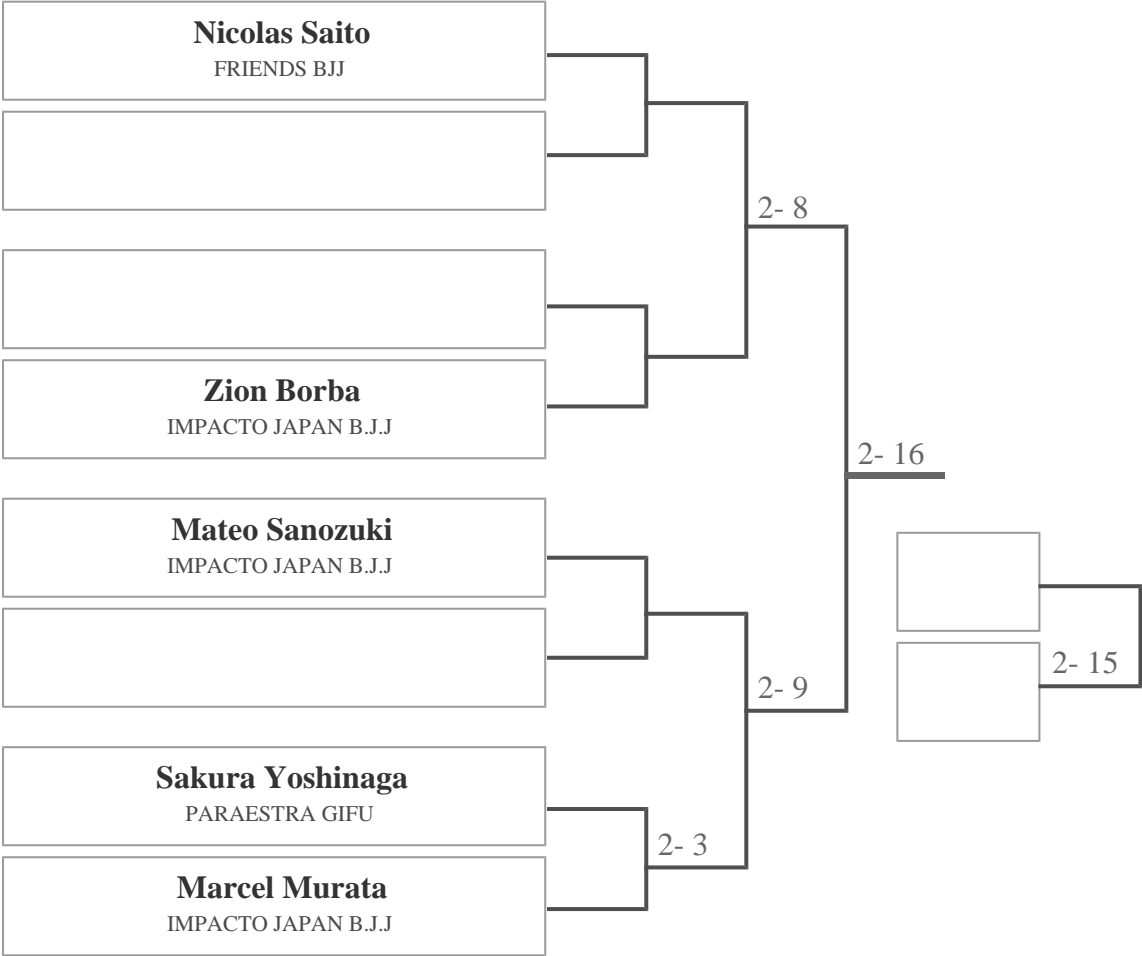 Nicolas Saito
FRIENDS BJJ
2- 8
Zion Borba
IMPACTO JAPAN B.J.J
2- 16
Mateo Sanozuki
IMPACTO JAPAN B.J.J
2- 15
2- 9
Sakura Yoshinaga
PARAESTRA GIFU
2- 3
Marcel Murata
IMPACTO JAPAN B.J.J